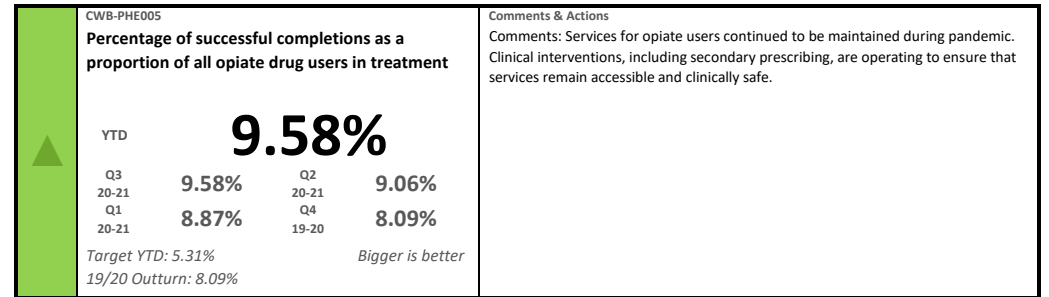 CWB-PHE005
Percentage of successful completions as a
proportion of all opiate drug users in treatment
YTD 9.58%
Q3 20-21 9.58% Q2 20-21 9.06%
Q1 20-21 8.87% Q4 19-20 8.09%
Target YTD: 5.31% Bigger is better
19/20 Outturn: 8.09%
Comments & Actions
Comments: Services for opiate users continued to be maintained during pandemic.
Clinical interventions, including secondary prescribing, are operating to ensure that
services remain accessible and clinically safe.